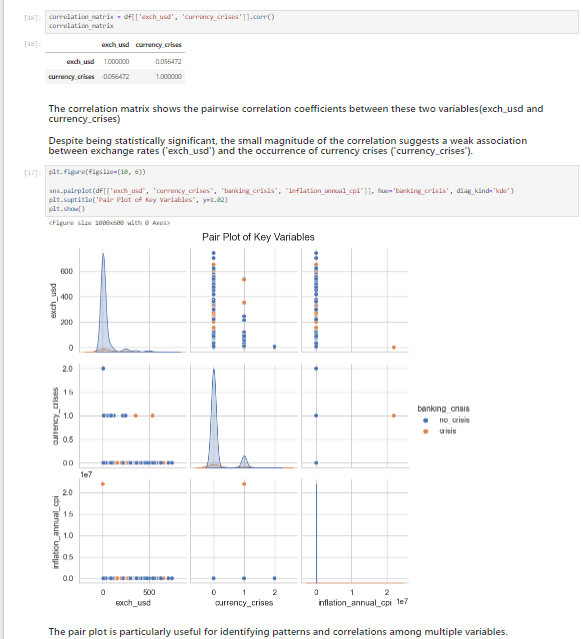 [16]: correlation_matrix = df[['exch_usd', 'currency_crises']].corr()
correlation_matrix
[16]:
exch_usd currency_crises
exch_usd 1.000000 -0.056472
currency_crises -0.056472 1.000000
The correlation matrix shows the pairwise correlation coefficients between these two variables(exch_usd and
currency_crises)
Despite being statistically significant, the small magnitude of the correlation suggests a weak association
between exchange rates ('exch_usd') and the occurrence of currency crises ('currency_crises').
[17]: plt.figure(figsize=(10, 6))
sns.pairplot(df[['exch_usd', 'currency_crises', 'banking_crisis', 'inflation_annual_cpi']], hue='banking_crisis', diag_kind='kde')
plt.suptitle('Pair Plot of Key Variables', y=1.02)
plt.show()
<Figure size 1000x600 with 0 Axes>
Pair Plot of Key Variables
exch_usd
600
400
200
0
currency_crises
2.0
1.5
1.0
0.5
0.0
banking_crisis
no_crisis
crisis
1e7
inflation_annual_cpi
2.0
1.5
1.0
0.5
0.0
0 500
exch_usd
0 1 2
currency_crises
0 1 2
inflation_annual_cpi 1e7
The pair plot is particularly useful for identifying patterns and correlations among multiple variables.